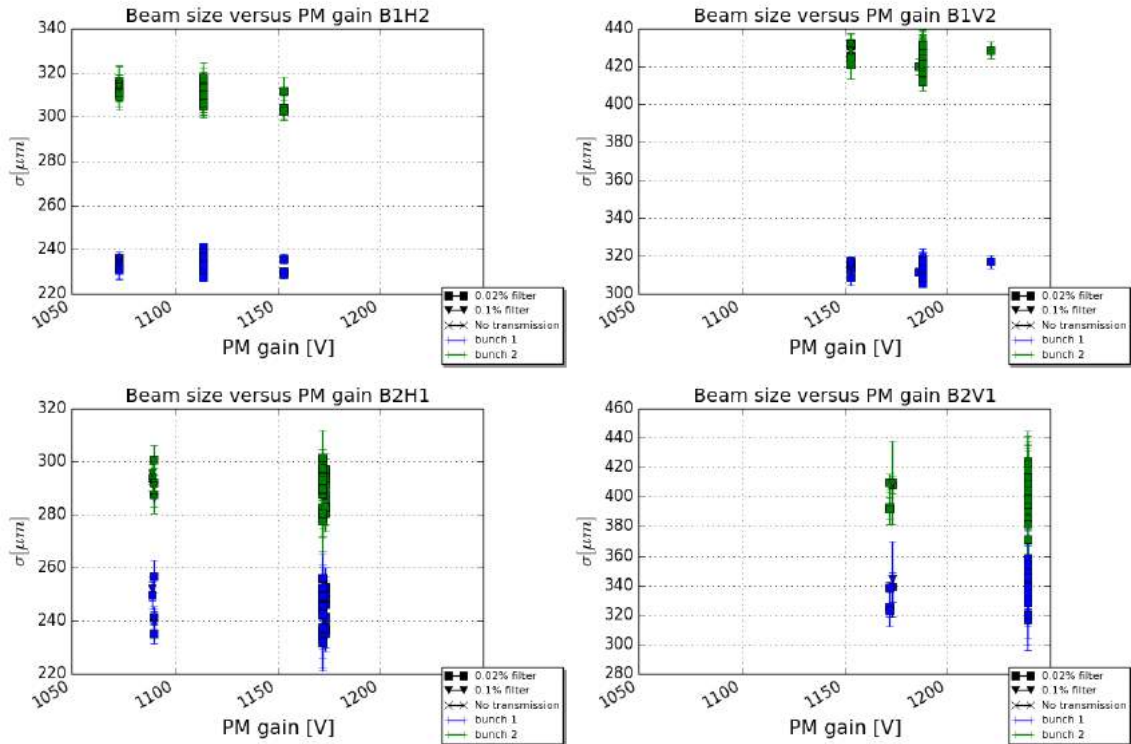 Beam size versus PM gain B1H2
340
320
300
280
260
240
220
σ[μm]
1050
1100
1150
1200
PM gain [V]
0.02% filter
0.1% filter
No transmission
bunch 1
bunch 2
Beam size versus PM gain B1V2
440
420
400
380
360
340
320
300
σ[μm]
1050
1100
1150
1200
PM gain [V]
0.02% filter
0.1% filter
No transmission
bunch 1
bunch 2
Beam size versus PM gain B2H1
320
300
280
260
240
220
σ[μm]
1050
1100
1150
1200
PM gain [V]
0.02% filter
0.1% filter
No transmission
bunch 1
bunch 2
Beam size versus PM gain B2V1
460
440
420
400
380
360
340
320
300
280
σ[μm]
1050
1100
1150
1200
PM gain [V]
0.02% filter
0.1% filter
No transmission
bunch 1
bunch 2